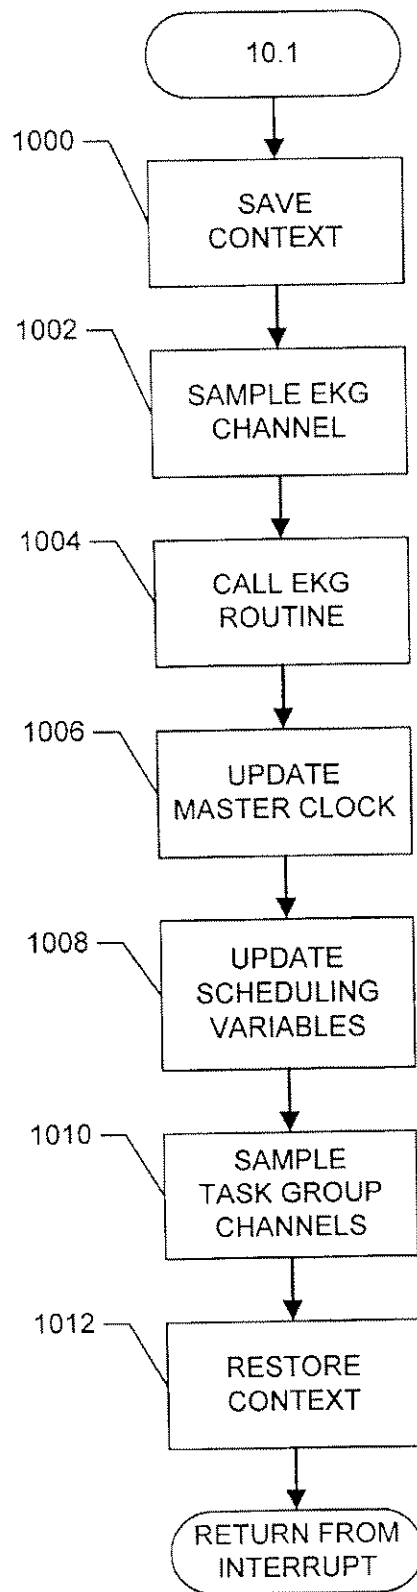 10.1
1000
SAVE
CONTEXT
1002
SAMPLE EKG
CHANNEL
1004
CALL EKG
ROUTINE
1006
UPDATE
MASTER CLOCK
1008
UPDATE
SCHEDULING
VARIABLES
1010
SAMPLE
TASK GROUP
CHANNELS
1012
RESTORE
CONTEXT
RETURN FROM
INTERRUPT